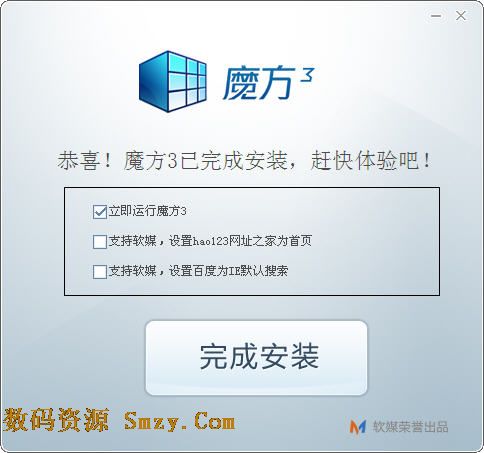 魔方3
恭喜！魔方3已完成安装，赶快体验吧！
立即运行魔方3
支持软媒，设置hao123网址之家为首页
支持软媒，设置百度为IE默认搜索
完成安装
数码资源 Smzy.Com
软媒荣誉出品